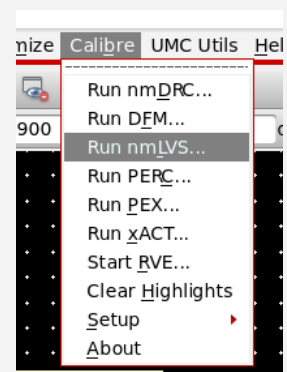 mize Calibre UMC Utils Hel
900
Run nmDRC...
Run DFM...
Run nmLVS...
Run PERC...
Run PEX...
Run xACT...
Start RVE...
Clear Highlights
Setup
About